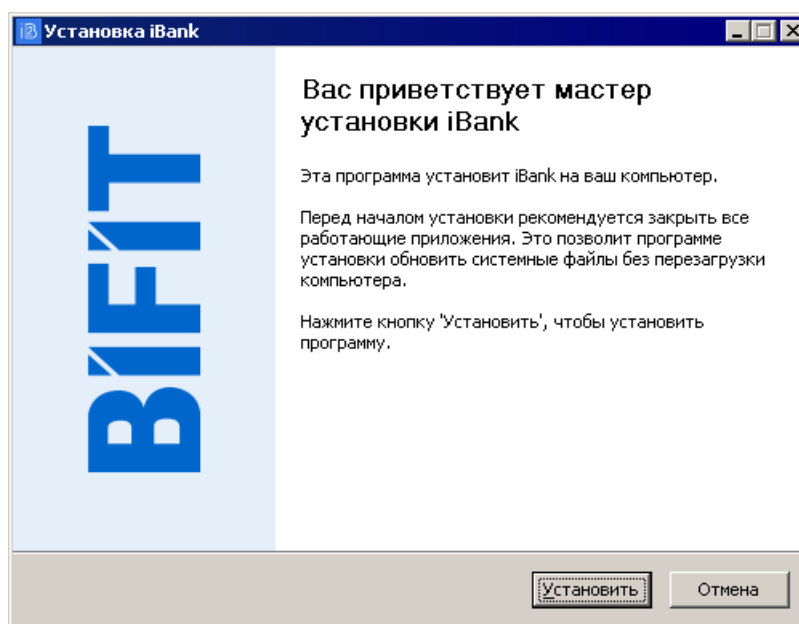 Установка iBank
Вас приветствует мастер
установки iBank
Эта программа установит iBank на ваш компьютер.
Перед началом установки рекомендуется закрыть все
работающие приложения. Это позволит программе
установки обновить системные файлы без перезагрузки
компьютера.
Нажмите кнопку 'Установить', чтобы установить
программу.
BIFIT
Установить
Отмена